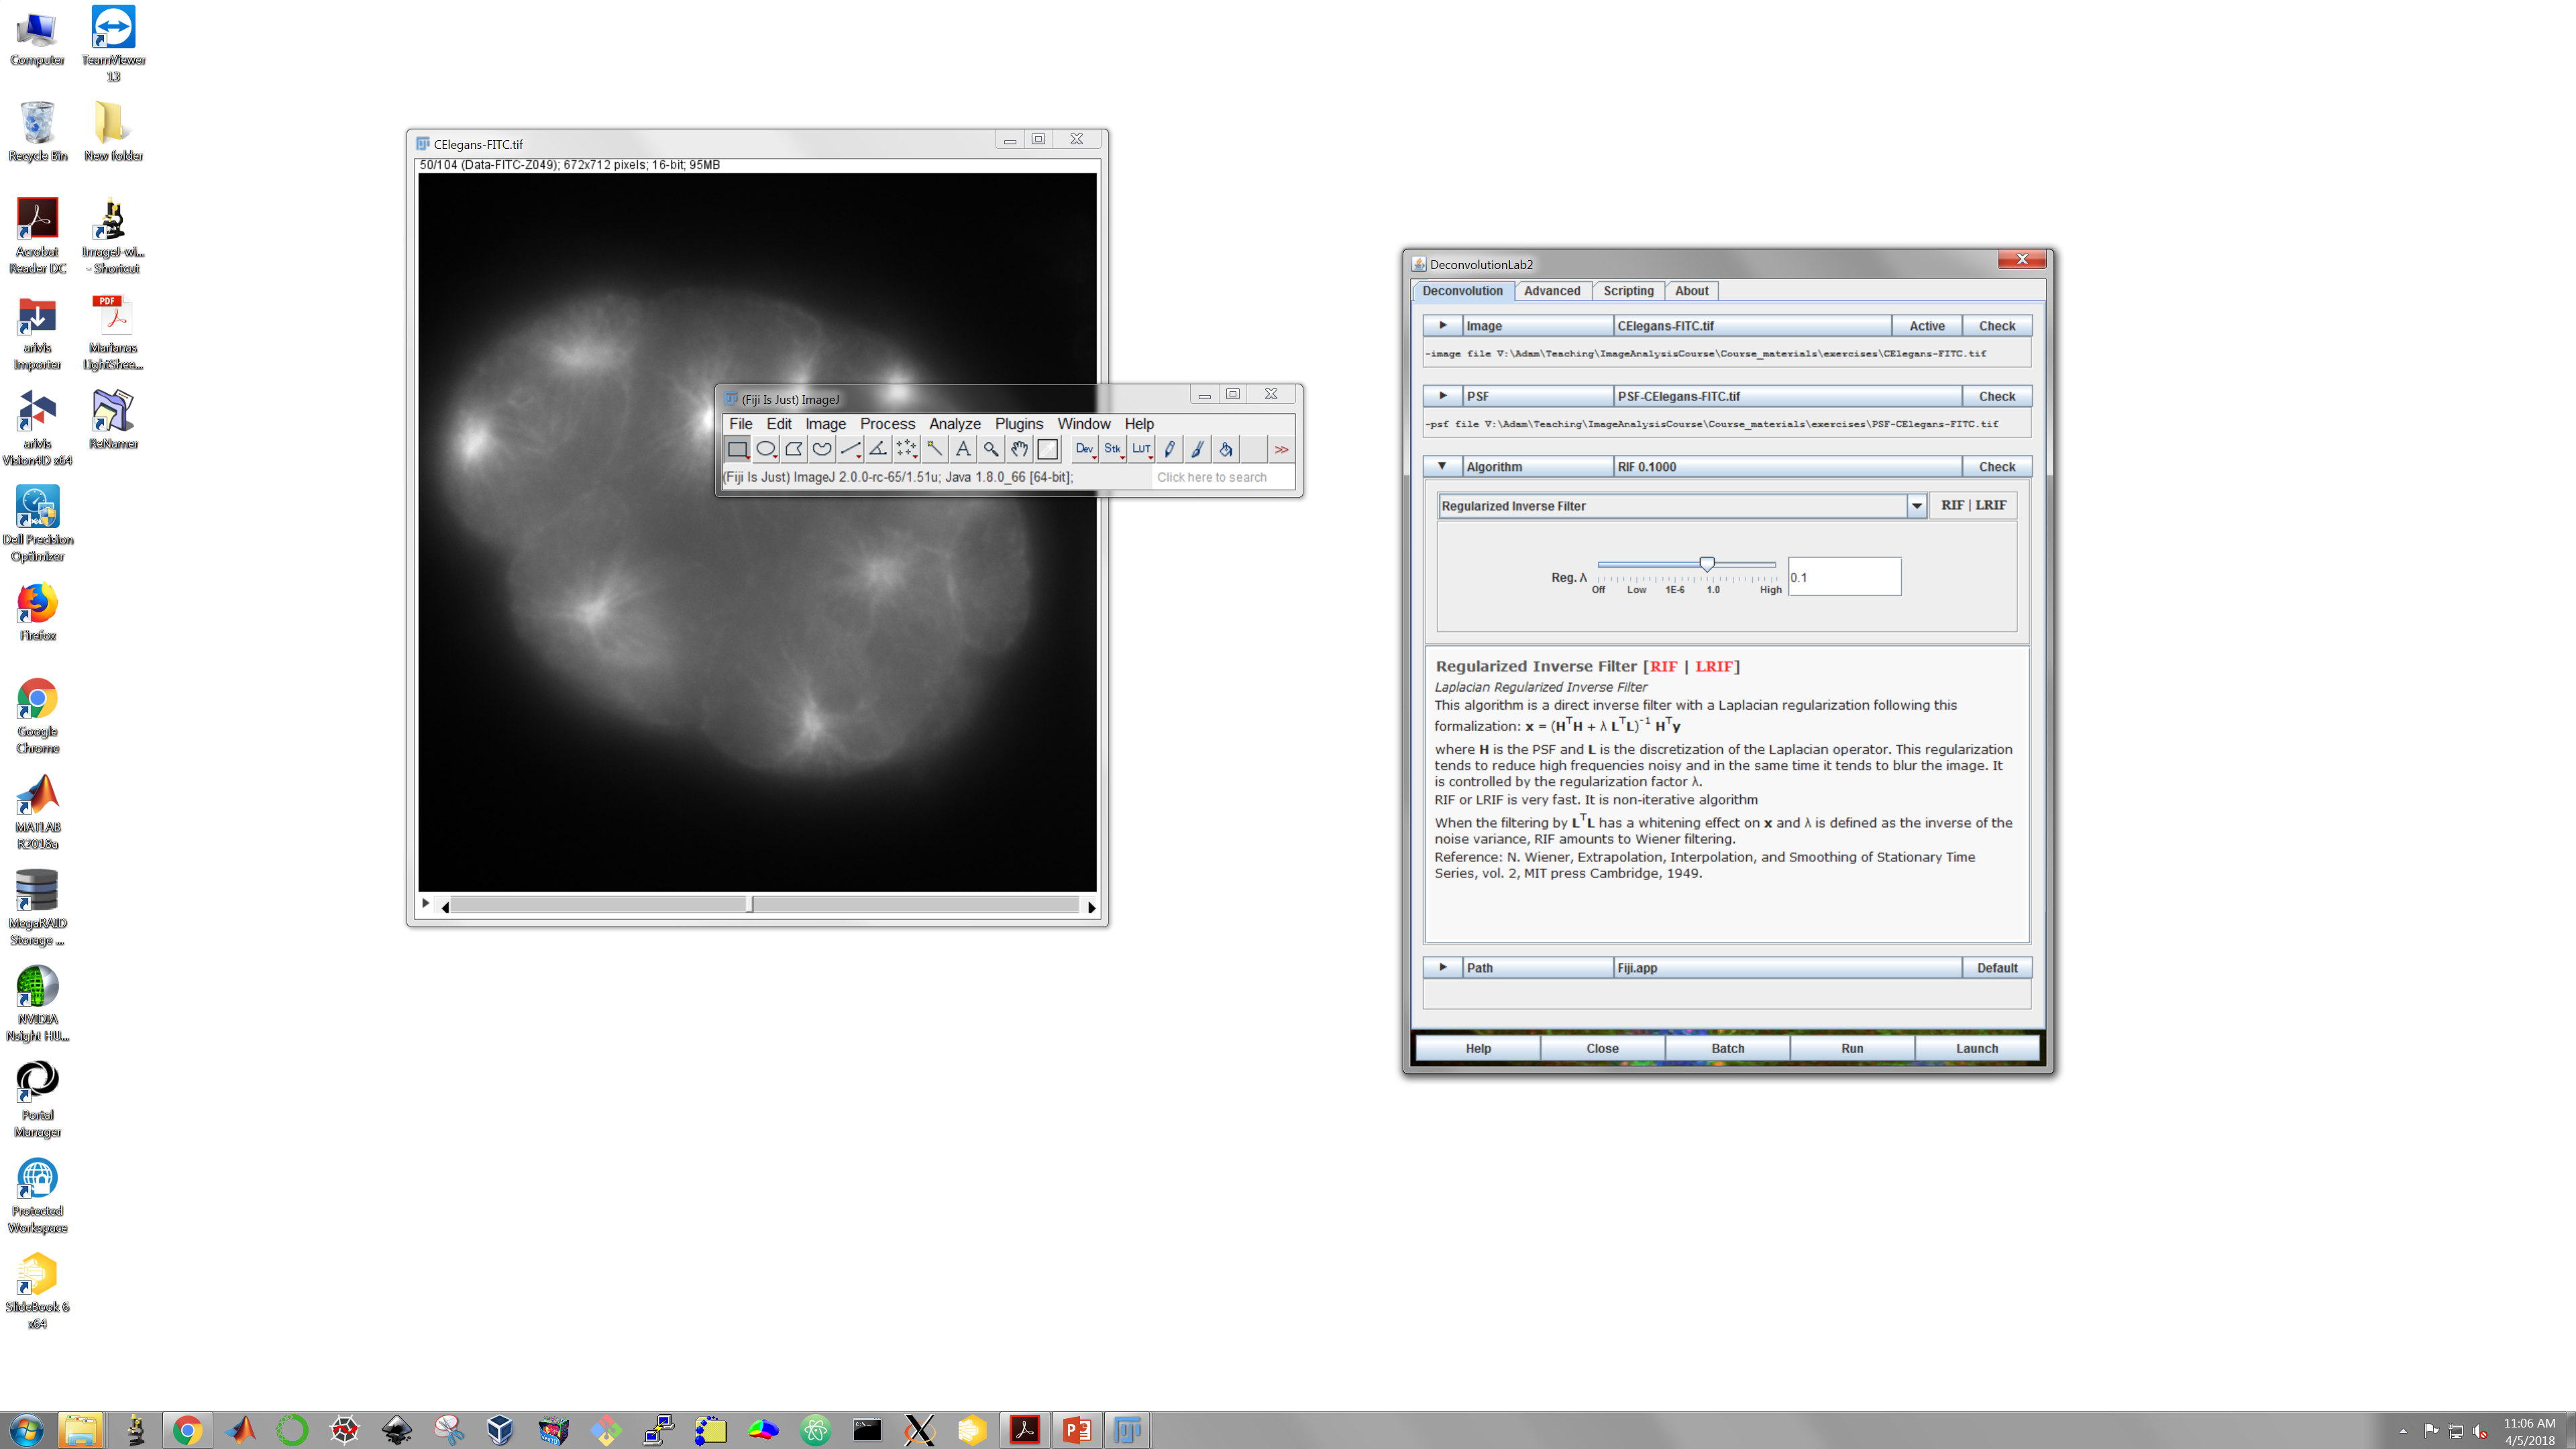 Computer
TeamViewer
13
Recycle Bin
New folder
Acrobat
Reader DC
ImageJ-wi...
- Shortcut
arivis
Importer
Marianas
LightShee...
arivis
Vision4D x64
ReNamer
Dell Precision
Optimizer
Firefox
Google
Chrome
MATLAB
R2018a
MegaRAID
Storage ...
NVIDIA
Nsight HU...
Portal
Manager
Protected
Workspace
SlideBook 6
x64
CElegans-FITC.tif
50/104 (Data-FITC-Z049); 672x712 pixels; 16-bit; 95MB
(Fiji Is Just) ImageJ
File Edit Image Process Analyze Plugins Window Help
Dev Stk LUT >>
(Fiji Is Just) ImageJ 2.0.0-rc-65/1.51u; Java 1.8.0_66 [64-bit];
Click here to search
DeconvolutionLab2
Deconvolution Advanced Scripting About
Image CElegans-FITC.tif Active Check
-image file V:\Adam\Teaching\ImageAnalysisCourse\Course_materials\exercises\CElegans-FITC.tif
PSF PSF-CElegans-FITC.tif Check
-psf file V:\Adam\Teaching\ImageAnalysisCourse\Course_materials\exercises\PSF-CElegans-FITC.tif
Algorithm RIF 0.1000 Check
Regularized Inverse Filter RIF | LRIF
Reg. λ 0.1
Off Low 1E-6 1.0 High
Regularized Inverse Filter [RIF | LRIF]
Laplacian Regularized Inverse Filter
This algorithm is a direct inverse filter with a Laplacian regularization following this
formalization: x = (HᵀH + λ LᵀL)⁻¹ Hᵀy
where H is the PSF and L is the discretization of the Laplacian operator. This regularization
tends to reduce high frequencies noisy and in the same time it tends to blur the image. It
is controlled by the regularization factor λ.
RIF or LRIF is very fast. It is non-iterative algorithm
When the filtering by LᵀL has a whitening effect on x and λ is defined as the inverse of the
noise variance, RIF amounts to Wiener filtering.
Reference: N. Wiener, Extrapolation, Interpolation, and Smoothing of Stationary Time
Series, vol. 2, MIT press Cambridge, 1949.
Path Fiji.app Default
Help Close Batch Run Launch
11:06 AM
4/5/2018